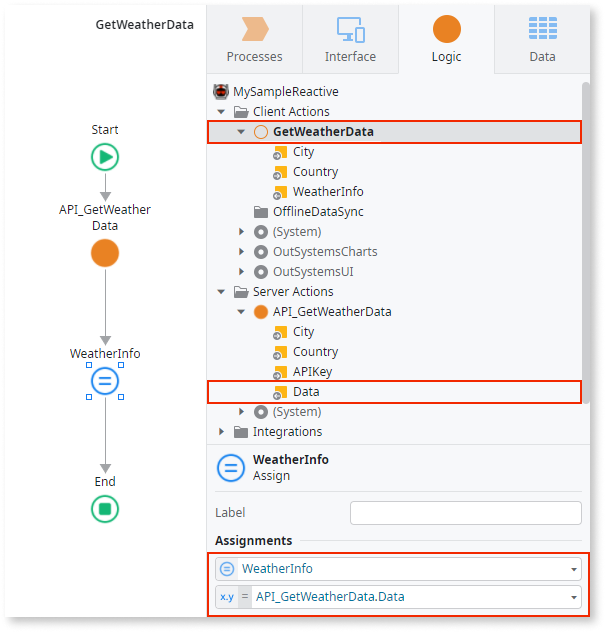 GetWeatherData
Start
API_GetWeather
Data
WeatherInfo
End
Processes
Interface
Logic
Data
MySampleReactive
Client Actions
GetWeatherData
City
Country
WeatherInfo
OfflineDataSync
(System)
OutSystemsCharts
OutSystemsUI
Server Actions
API_GetWeatherData
City
Country
APIKey
Data
(System)
Integrations
WeatherInfo
Assign
Label
Assignments
WeatherInfo
x.y = API_GetWeatherData.Data